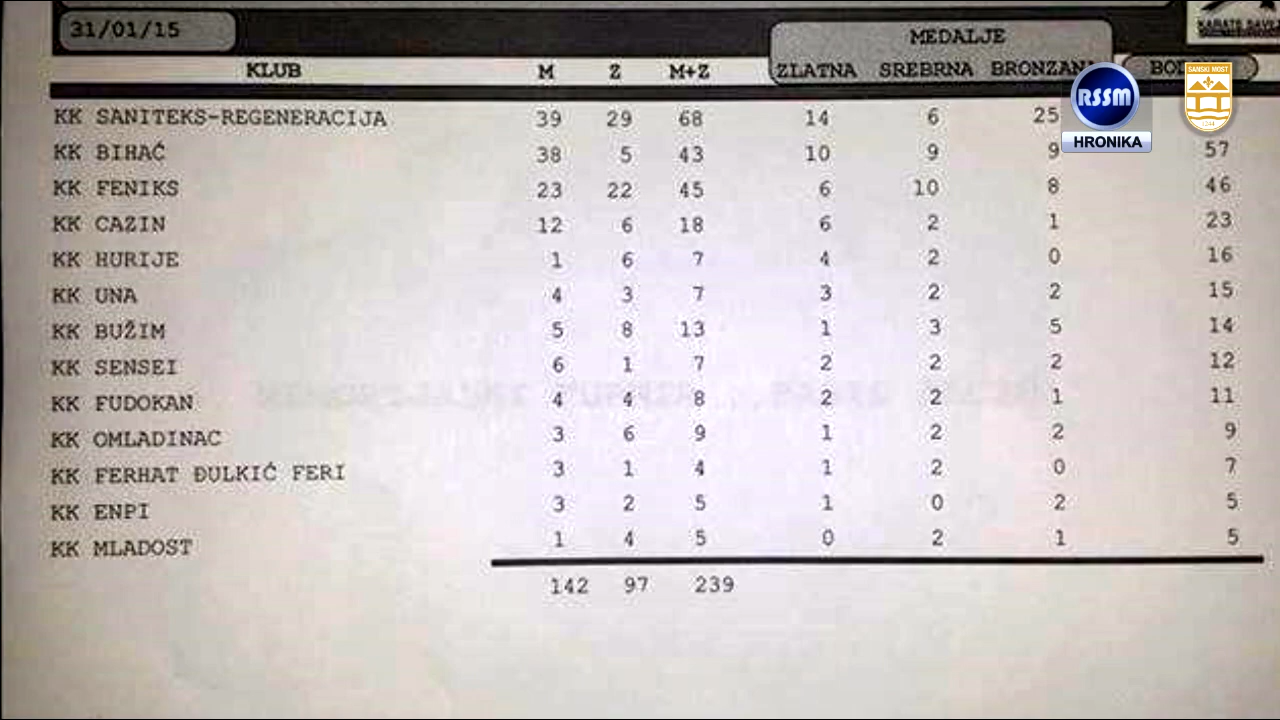 31/01/15
KARATE SAVEZ
MEDALJE
KLUB M Z M+Z ZLATNA SREBRNA BRONZANA
KK SANITEKS-REGENERACIJA 39 29 68 14 6 25
KK BIHAĆ 38 5 43 10 9 9 57
KK FENIKS 23 22 45 6 10 8 46
KK CAZIN 12 6 18 6 2 1 23
KK HURIJE 1 6 7 4 2 0 16
KK UNA 4 3 7 3 2 2 15
KK BUŽIM 5 8 13 1 3 5 14
KK SENSEI 6 1 7 2 2 2 12
KK FUDOKAN 4 4 8 2 2 1 11
KK OMLADINAC 3 6 9 1 2 2 9
KK FERHAT ĐULKIĆ FERI 3 1 4 1 2 0 7
KK ENPI 3 2 5 1 0 2 5
KK MLADOST 1 4 5 0 2 1 5
142 97 239
RSSM
HRONIKA
SANSKI MOST
1244